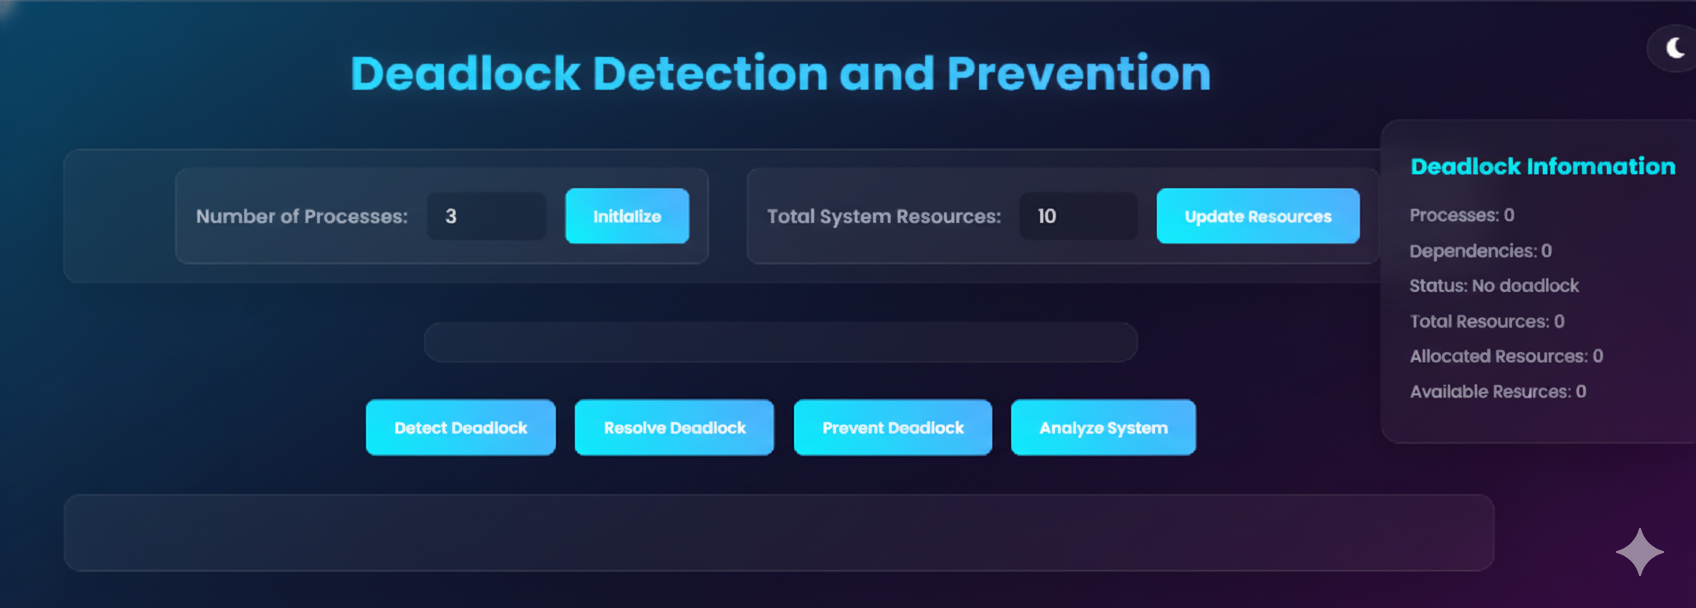 Deadlock Detection and Prevention
Number of Processes: 3 Initialize
Total System Resources: 10 Update Resources
Deadlock Infomnation
Processes: 0
Dependencies: 0
Status: No doadlock
Total Resources: 0
Allocated Resources: 0
Available Resurces: 0
Detect Deadlock
Resolve Deadlock
Prevent Deadlock
Analyze System